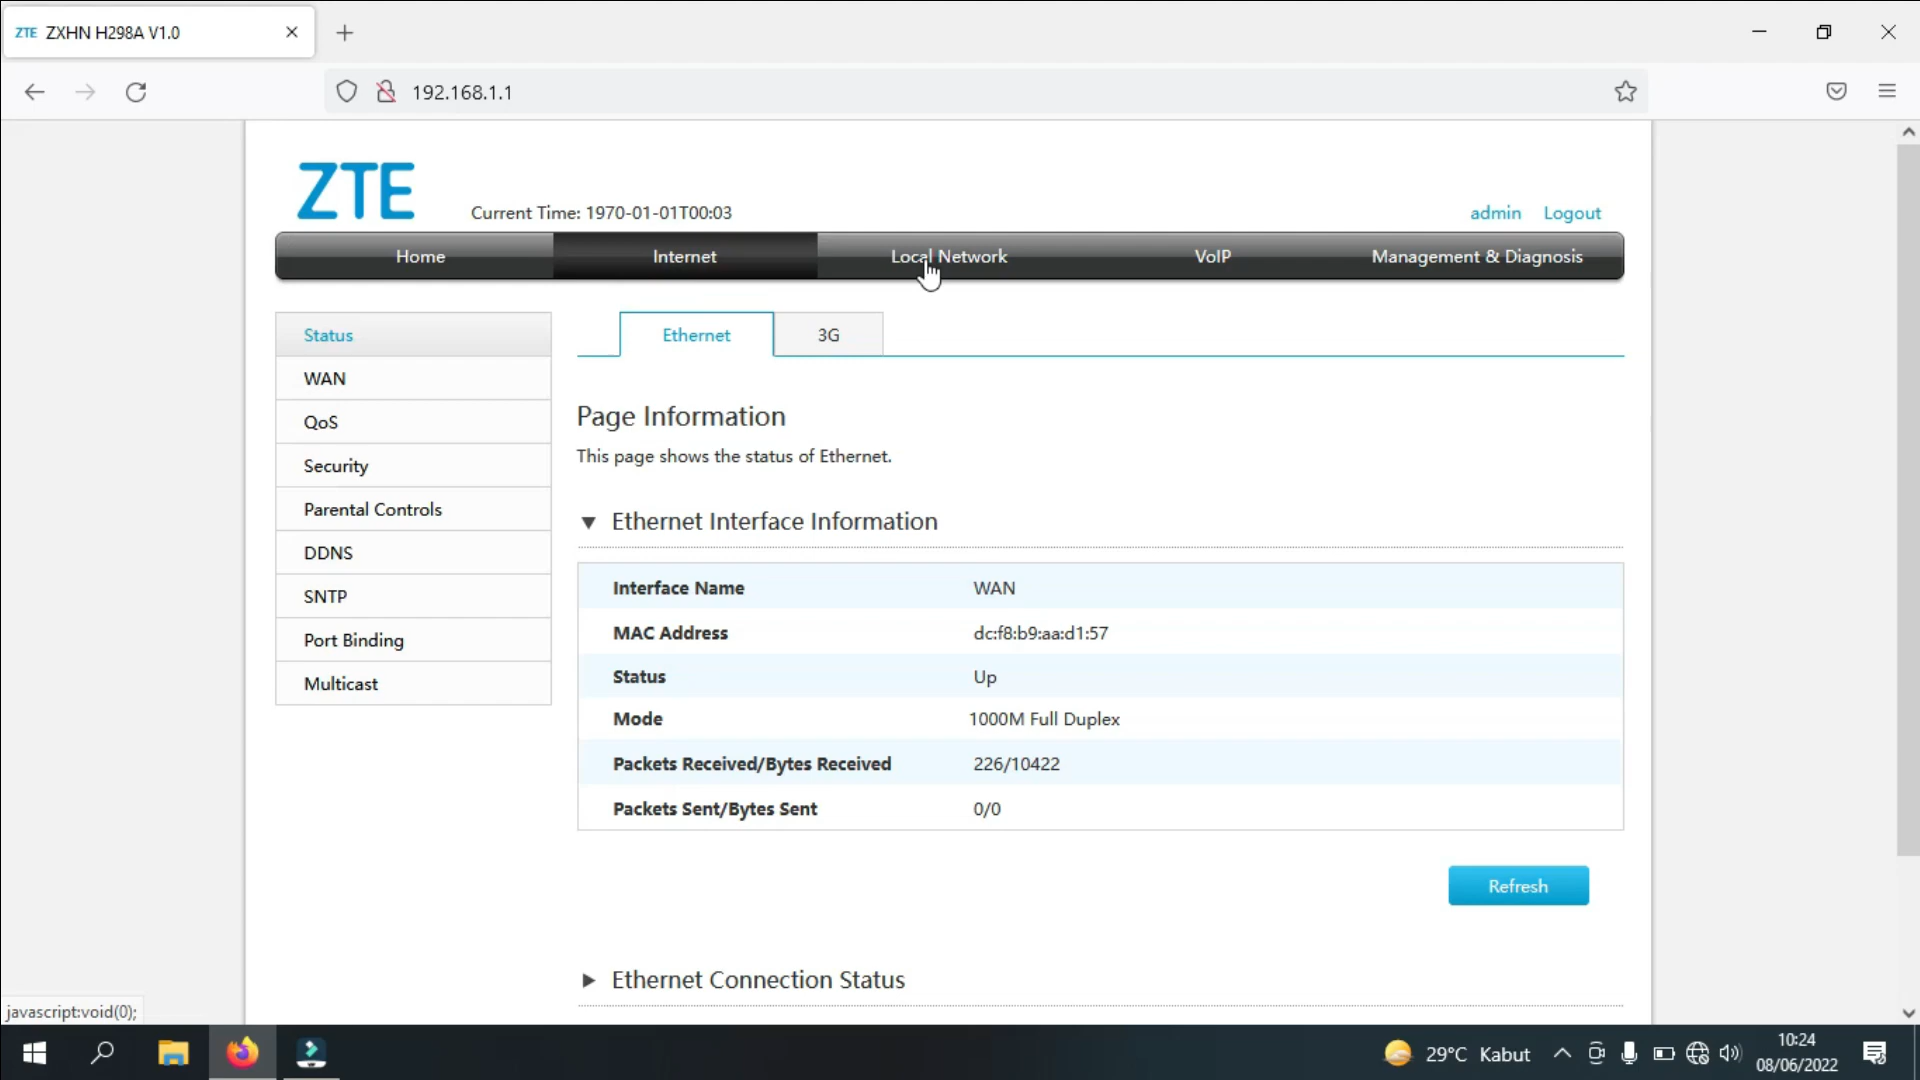 ZTE ZXHN H298A V1.0
192.168.1.1
ZTE
Current Time: 1970-01-01T00:03
admin Logout
Home Internet Local Network VoIP Management & Diagnosis
Status
WAN
QoS
Security
Parental Controls
DDNS
SNTP
Port Binding
Multicast
Ethernet 3G
Page Information
This page shows the status of Ethernet.
Ethernet Interface Information
Interface Name WAN
MAC Address dc:f8:b9:aa:d1:57
Status Up
Mode 1000M Full Duplex
Packets Received/Bytes Received 226/10422
Packets Sent/Bytes Sent 0/0
Refresh
Ethernet Connection Status
javascript:void(0);
29°C Kabut
10:24
08/06/2022